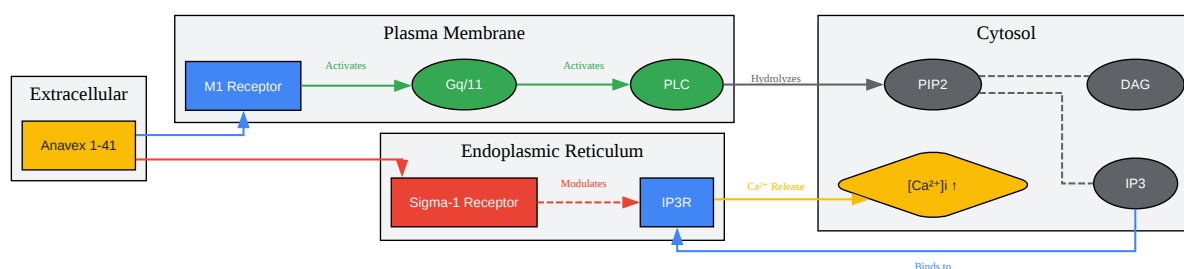 Plasma Membrane
Cytosol
M1 Receptor
Activates
Gq/11
Activates
PLC
Hydrolyzes
PIP2
DAG
Extracellular
Anavex 1-41
Endoplasmic Reticulum
Sigma-1 Receptor
Modulates
IP3R
Ca²⁺ Release
[Ca²⁺]i ↑
IP3
Binds to